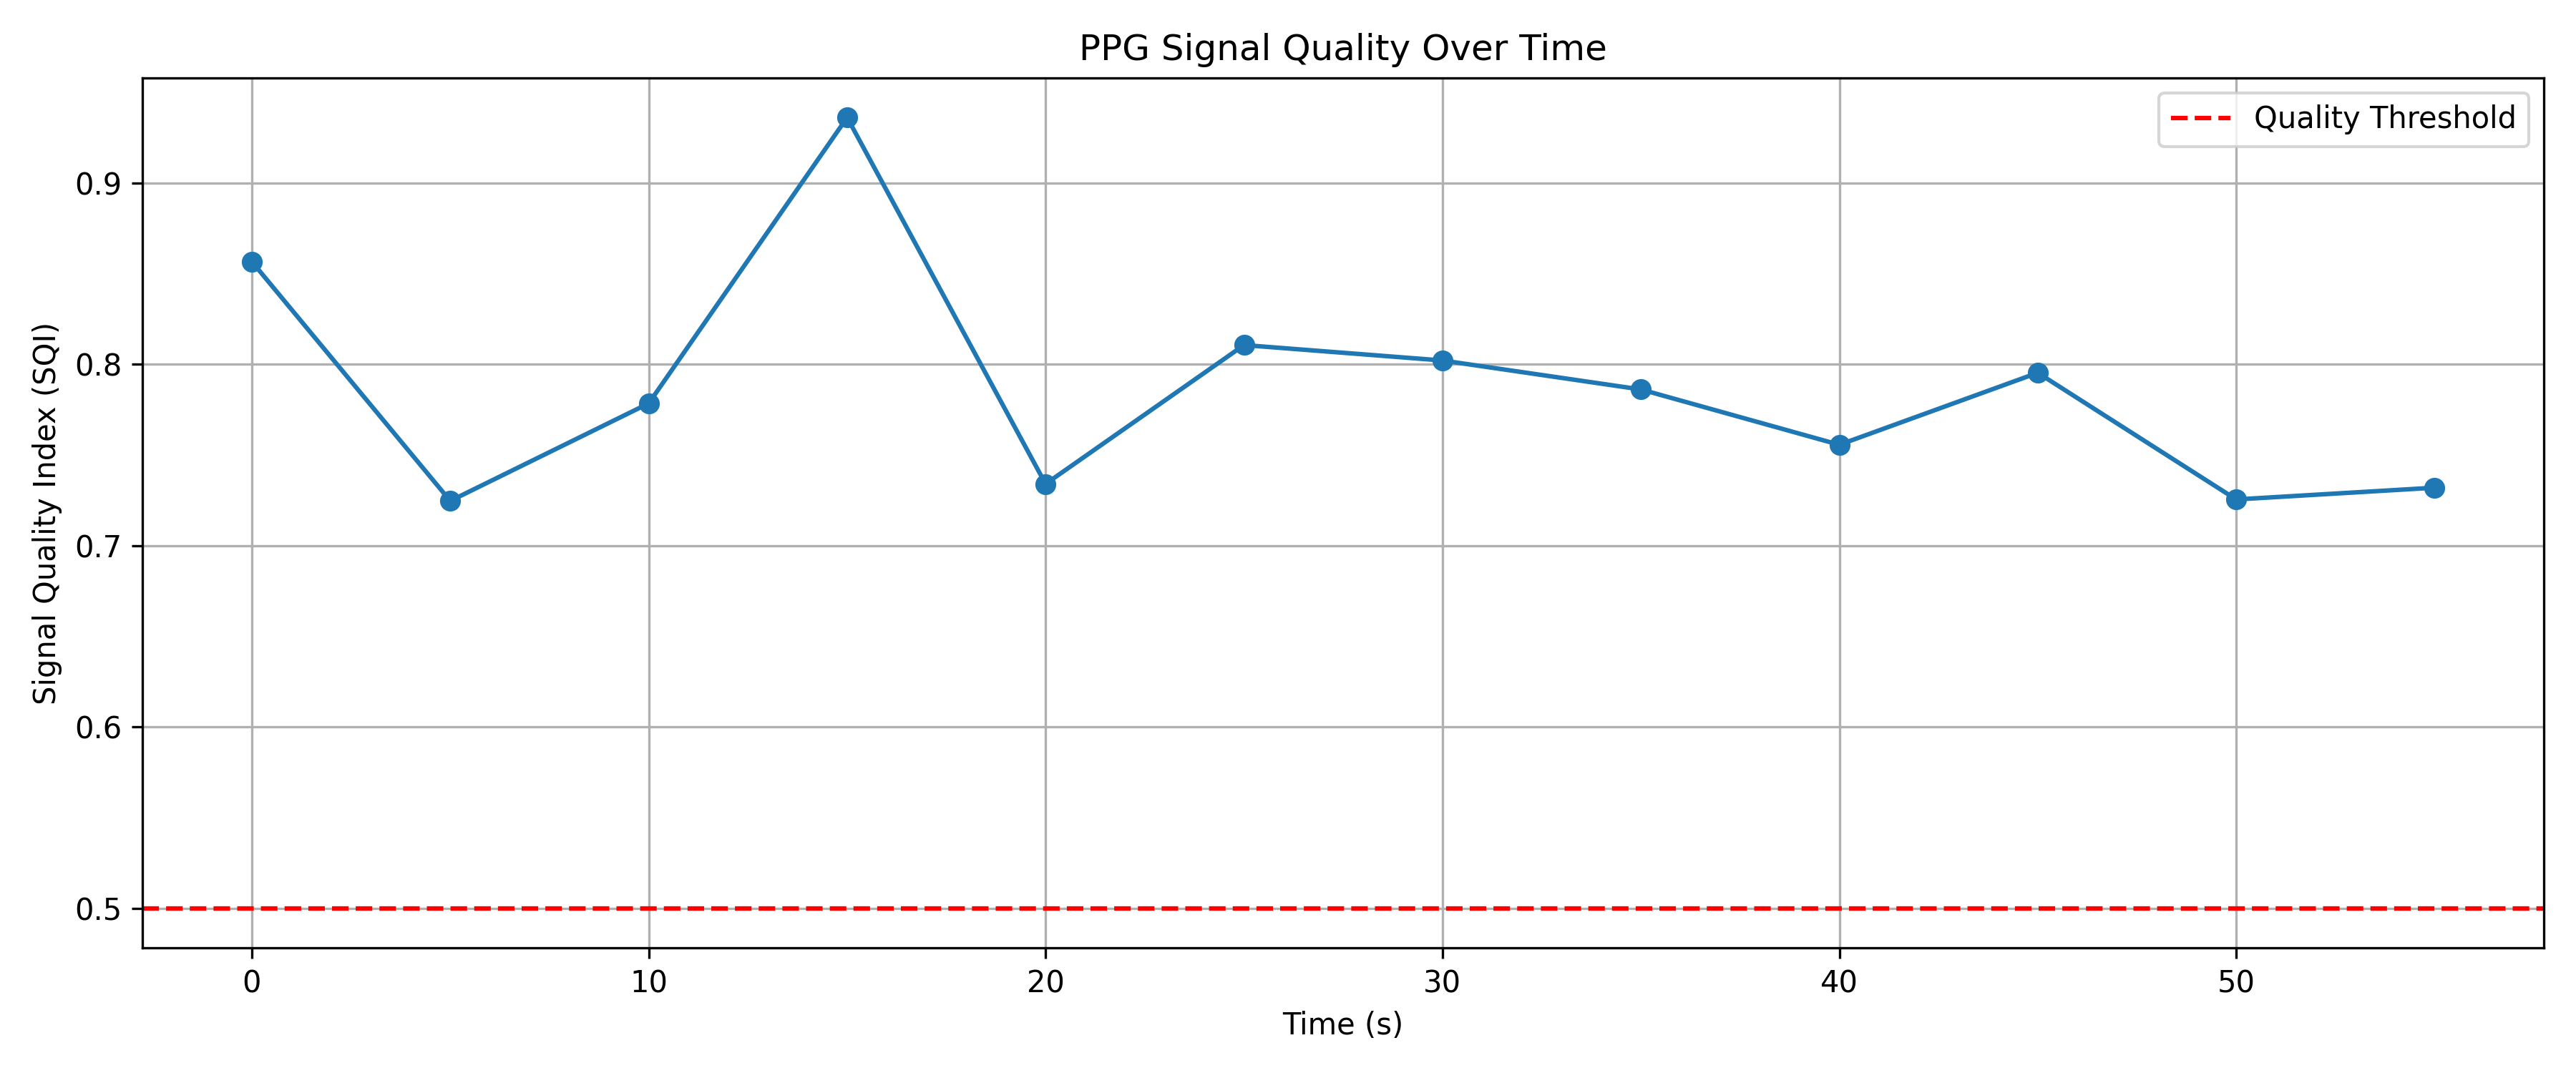 PPG Signal Quality Over Time
Quality Threshold
Signal Quality Index (SQI)
0.9
0.8
0.7
0.6
0.5
0 10 20 30 40 50
Time (s)